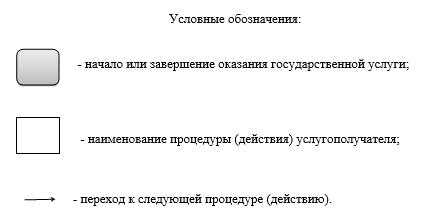 Условные обозначения:
- начало или завершение оказания государственной услуги;
- наименование процедуры (действия) услугополучателя;
- переход к следующей процедуре (действию).